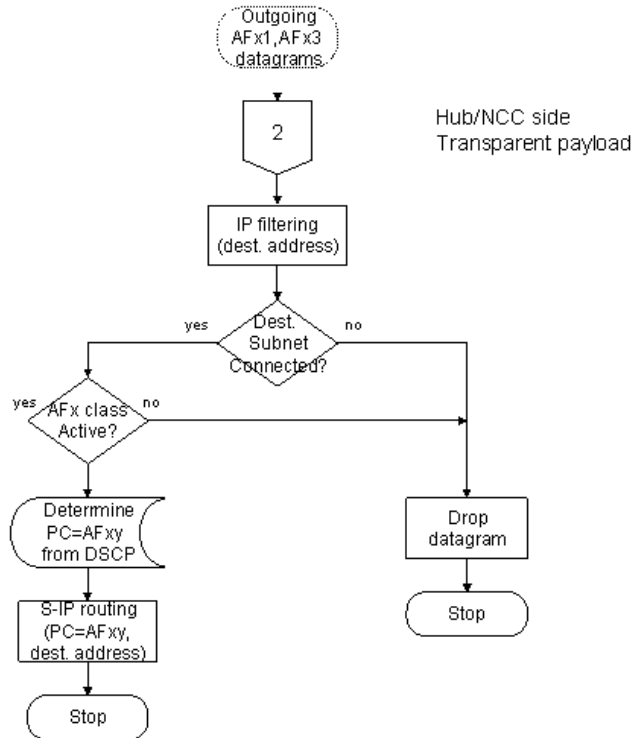 Outgoing
AFx1,AFx3
datagrams
2
Hub/NCC side
Transparent payload
IP filtering
(dest. address)
Dest.
Subnet
Connected?
yes
no
AFx class
Active?
yes
no
Determine
PC=AFxy
from DSCP
Drop
datagram
S-IP routing
(PC=AFxy,
dest. address)
Stop
Stop